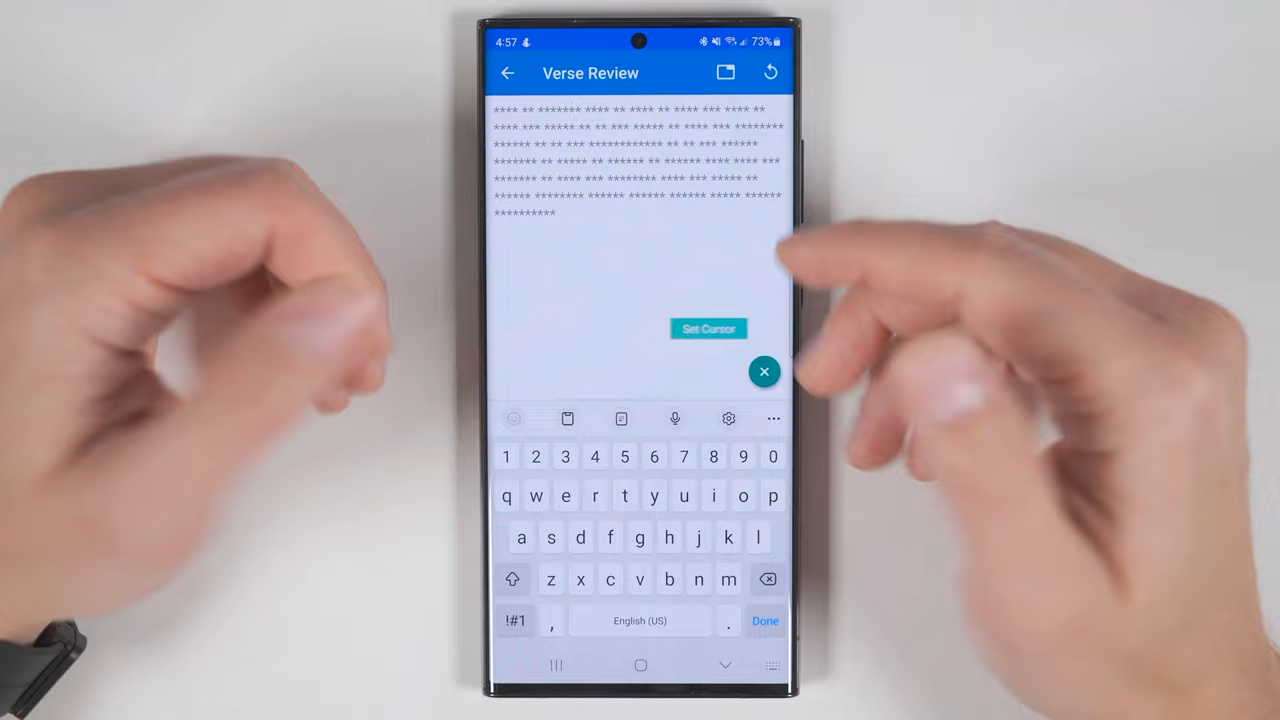 4:57 73%
Verse Review
**** ** ******* **** ** **** ** **** *** **** **
**** *** ***** ** ** *** ***** ** **** *** ********
***** ** ** *** ************ ** ** *** ******
******* ** ***** ** ****** ** ****** **** **** ***
****** ** **** *** ******** **** *** ***** **
****** ******** ****** ****** ****** ***** ******
**********
Set Cursor
1 2 3 4 5 6 7 8 9 0
q w e r t y u i o p
a s d f g h j k l
z x c v b n m
!#1 , English (US) . Done